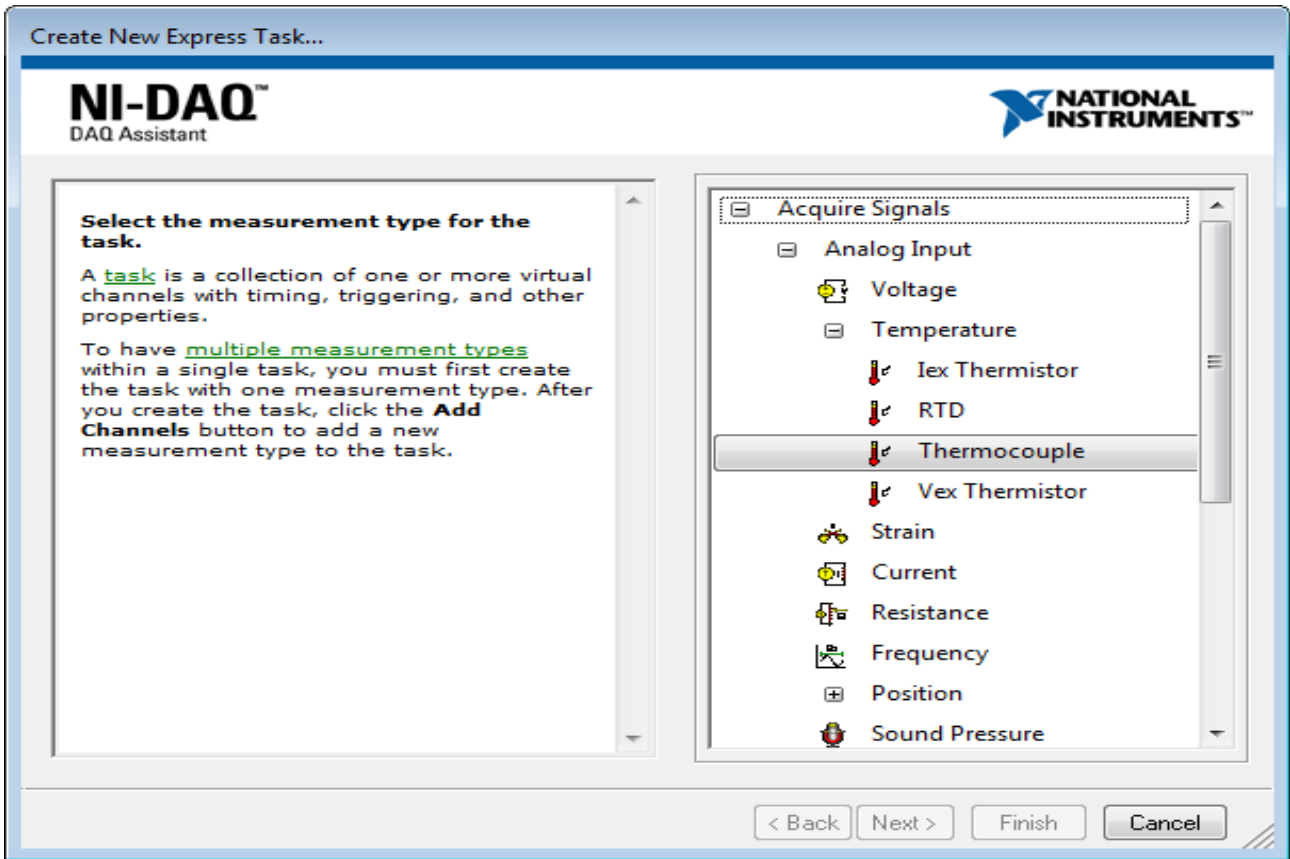 Create New Express Task...
NI-DAQ™
DAQ Assistant
NATIONAL
INSTRUMENTS™
Select the measurement type for the
task.
A task is a collection of one or more virtual
channels with timing, triggering, and other
properties.
To have multiple measurement types
within a single task, you must first create
the task with one measurement type. After
you create the task, click the Add
Channels button to add a new
measurement type to the task.
Acquire Signals
Analog Input
Voltage
Temperature
Iex Thermistor
RTD
Thermocouple
Vex Thermistor
Strain
Current
Resistance
Frequency
Position
Sound Pressure
< Back
Next >
Finish
Cancel